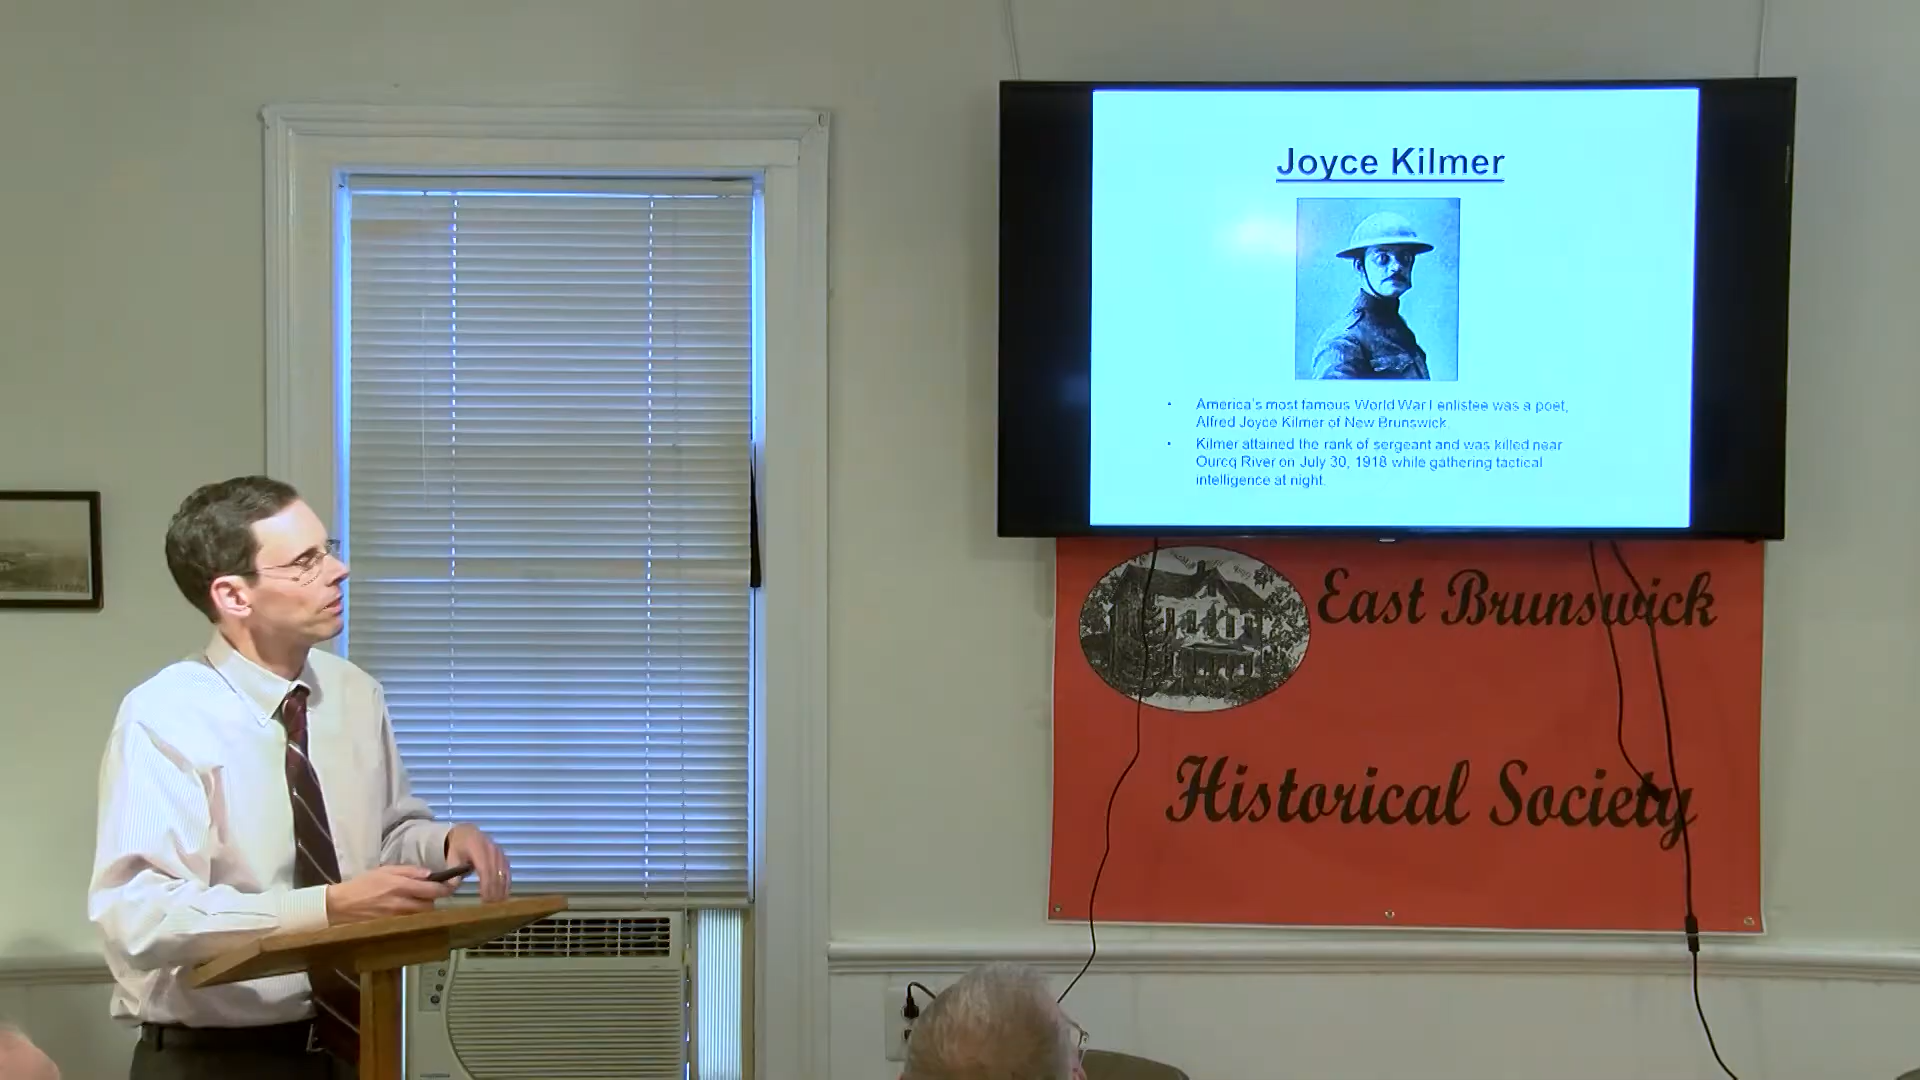 Joyce Kilmer
• America's most famous World War I enlistee was a poet,
Alfred Joyce Kilmer of New Brunswick.
• Kilmer attained the rank of sergeant and was killed near
Ourcq River on July 30, 1918 while gathering tactical
intelligence at night.
East Brunswick
Historical Society